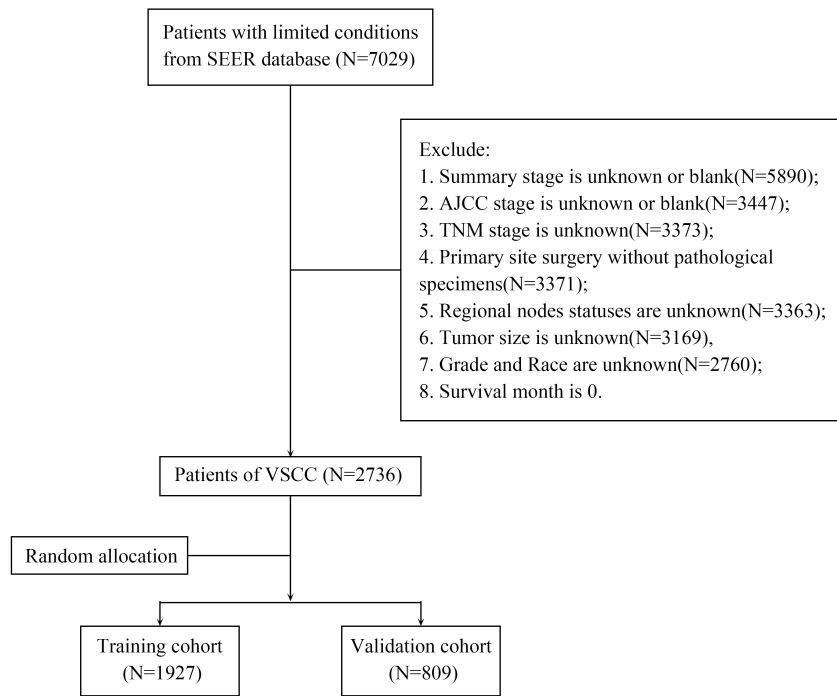 Patients with limited conditions
from SEER database (N=7029)
Exclude:
1. Summary stage is unknown or blank(N=5890);
2. AJCC stage is unknown or blank(N=3447);
3. TNM stage is unknown(N=3373);
4. Primary site surgery without pathological
specimens(N=3371);
5. Regional nodes statuses are unknown(N=3363);
6. Tumor size is unknown(N=3169),
7. Grade and Race are unknown(N=2760);
8. Survival month is 0.
Patients of VSCC (N=2736)
Random allocation
Training cohort
(N=1927)
Validation cohort
(N=809)